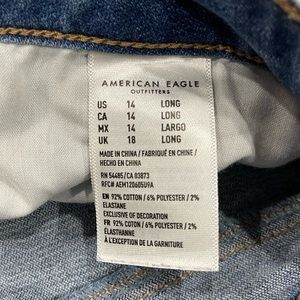 AMERICAN EAGLE
OUTFITTERS
US 14 LONG
CA 14 LONG
MX 14 LARGO
UK 18 LONG
MADE IN CHINA / FABRIQUÉ EN CHINE /
HECHO EN CHINA
RN 54485/CA 03873
RFC# AEM120605U9A
EN 92% COTTON / 6% POLYESTER / 2%
ELASTANE
EXCLUSIVE OF DECORATION
FR 92% COTON / 6% POLYESTER / 2%
ÉLASTHANNE
À L'EXCEPTION DE LA GARNITURE